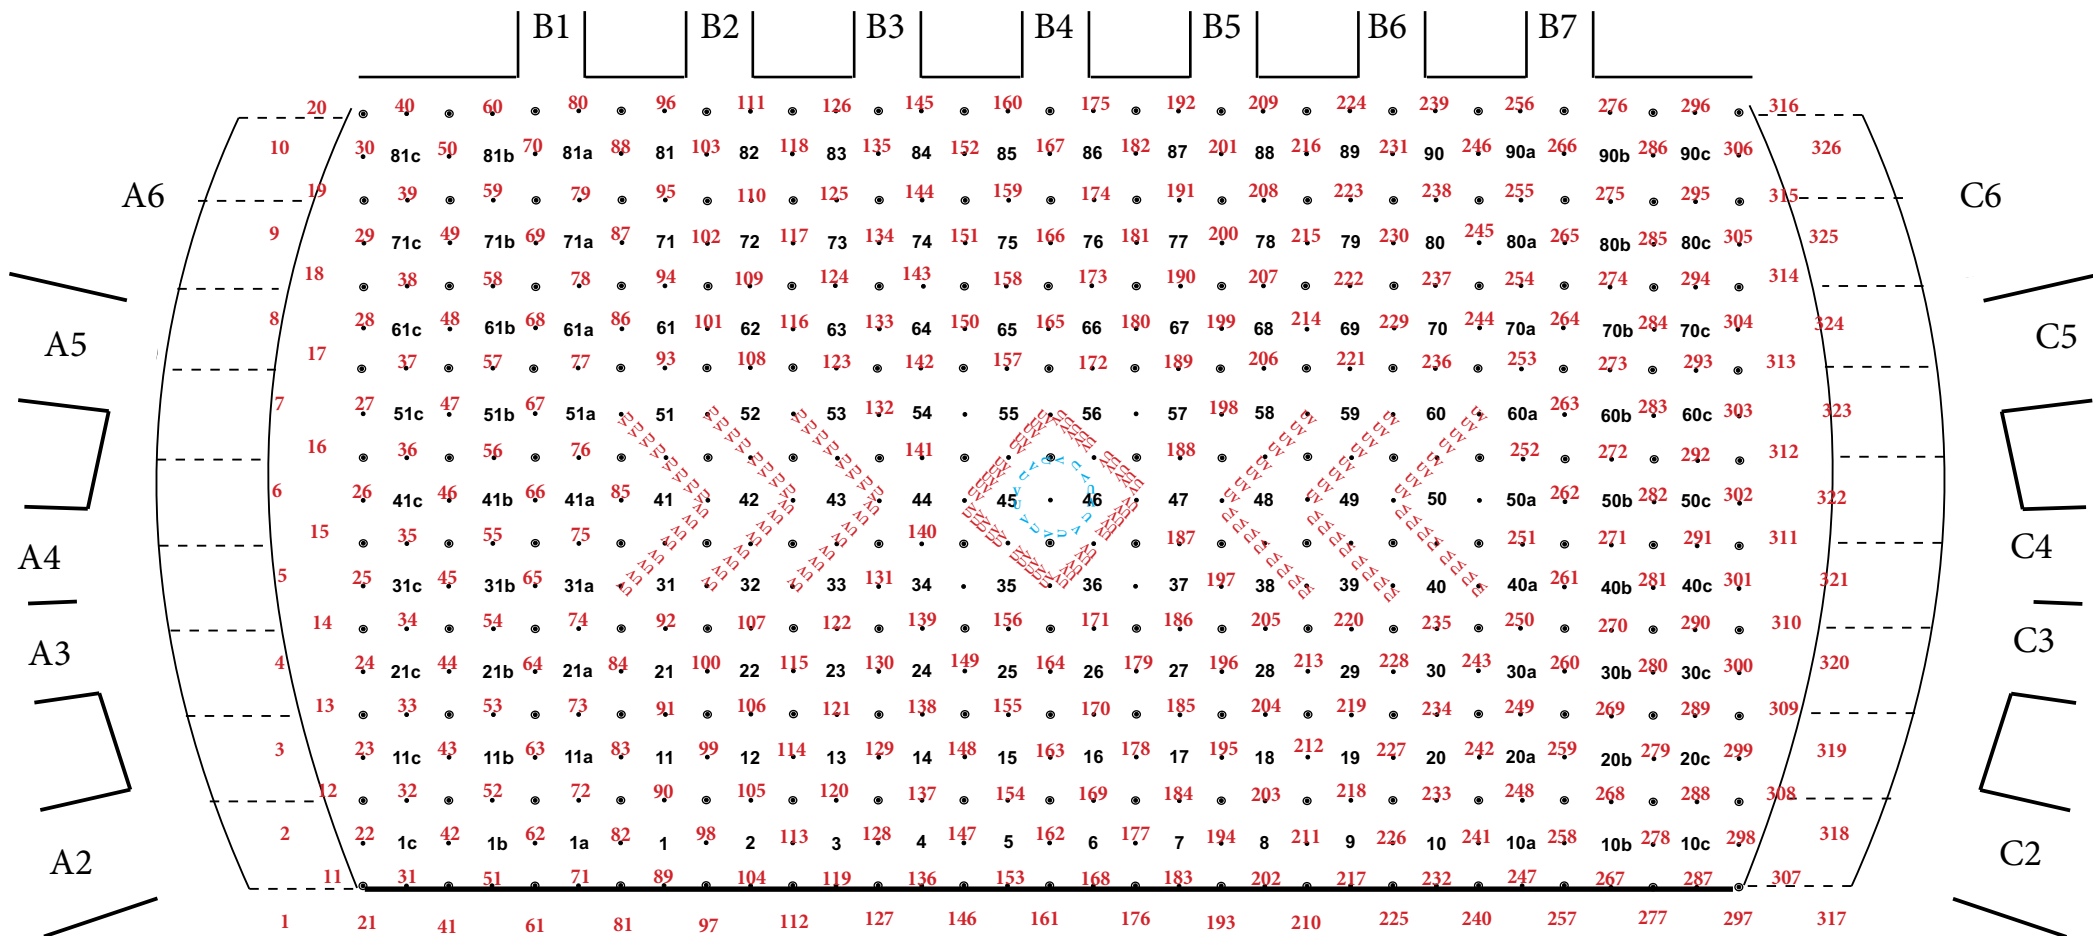 B1 B2 B3 B4 B5 B6 B7
20 40 60 80 96 111 126 145 160 175 192 209 224 239 256 276 296 316
10 30 81c 50 81b 70 81a 88 81 103 82 118 83 135 84 152 85 167 86 182 87 201 88 216 89 231 90 246 90a 266 90b 286 90c 306 326
A6 19 39 59 79 95 110 125 144 159 174 191 208 223 238 255 275 295 315 C6
9 29 71c 49 71b 69 71a 87 71 102 72 117 73 134 74 151 75 166 76 181 77 200 78 215 79 230 80 245 80a 265 80b 285 80c 305 325
18 38 58 78 94 109 124 143 158 173 190 207 222 237 254 274 294 314
8 28 61c 48 61b 68 61a 86 61 101 62 116 63 133 64 150 65 165 66 180 67 199 68 214 69 229 70 244 70a 264 70b 284 70c 304 324
A5 17 37 57 77 93 108 123 142 157 172 189 206 221 236 253 273 293 313 C5
7 27 51c 47 51b 67 51a 51 52 53 132 54 55 56 57 198 58 59 60 60a 263 60b 283 60c 303 323
16 36 56 76 141 188 252 272 292 312
6 26 41c 46 41b 66 41a 85 41 42 43 44 45 46 47 48 49 50 50a 262 50b 282 50c 302 322
A4 15 35 55 75 140 187 251 271 291 311 C4
5 25 31c 45 31b 65 31a 31 32 33 131 34 35 36 37 197 38 39 40 40a 261 40b 281 40c 301 321
14 34 54 74 92 107 122 139 156 171 186 205 220 235 250 270 290 310
A3 4 24 21c 44 21b 64 21a 84 21 100 22 115 23 130 24 149 25 164 26 179 27 196 28 213 29 228 30 243 30a 260 30b 280 30c 300 320 C3
13 33 53 73 91 106 121 138 155 170 185 204 219 234 249 269 289 309
3 23 11c 43 11b 63 11a 83 11 99 12 114 13 129 14 148 15 163 16 178 17 195 18 212 19 227 20 242 20a 259 20b 279 20c 299 319
12 32 52 72 90 105 120 137 154 169 184 203 218 233 248 268 288 308
2 22 1c 42 1b 62 1a 82 1 98 2 113 3 128 4 147 5 162 6 177 7 194 8 211 9 226 10 241 10a 258 10b 278 10c 298 318
A2 11 31 51 71 89 104 119 136 153 168 183 202 217 232 247 267 287 307 C2
1 21 41 61 81 97 112 127 146 161 176 193 210 225 240 257 277 297 317